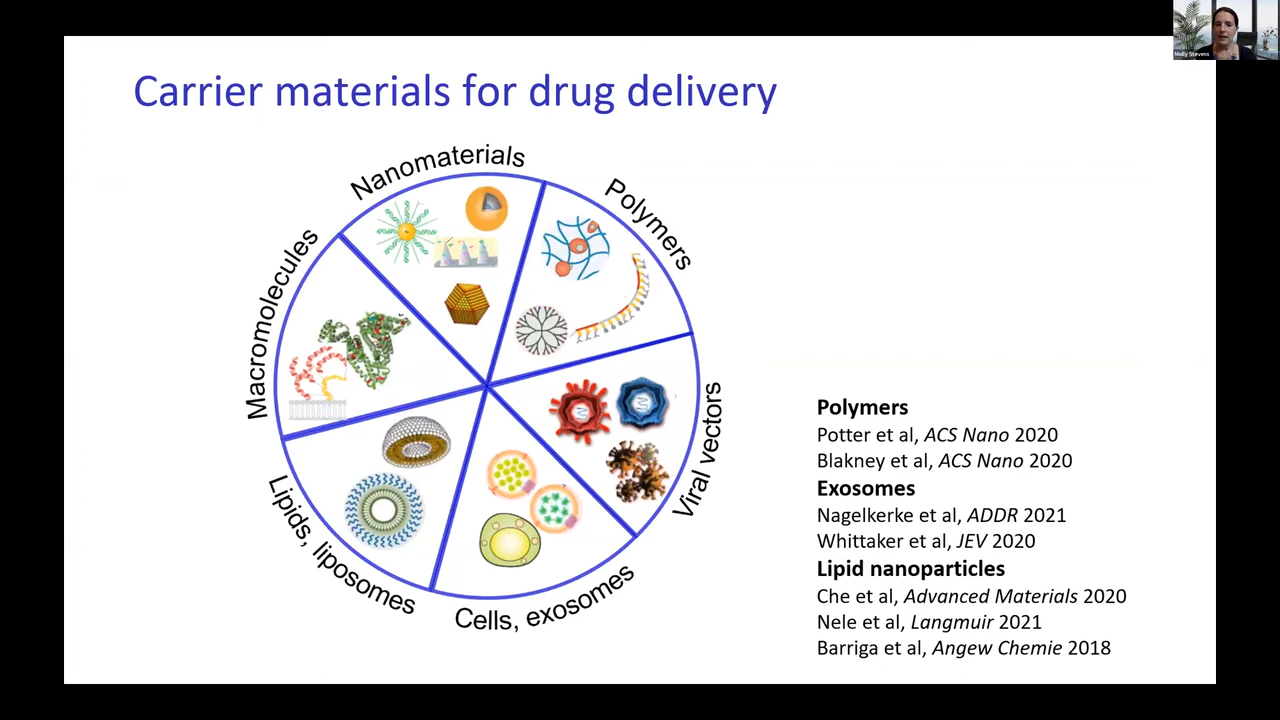 Carrier materials for drug delivery
Nanomaterials
Polymers
Macromolecules
Viral vectors
Lipids, liposomes
Cells, exosomes
Polymers
Potter et al, ACS Nano 2020
Blakney et al, ACS Nano 2020
Exosomes
Nagelkerke et al, ADDR 2021
Whittaker et al, JEV 2020
Lipid nanoparticles
Che et al, Advanced Materials 2020
Nele et al, Langmuir 2021
Barriga et al, Angew Chemie 2018
Molly Stevens